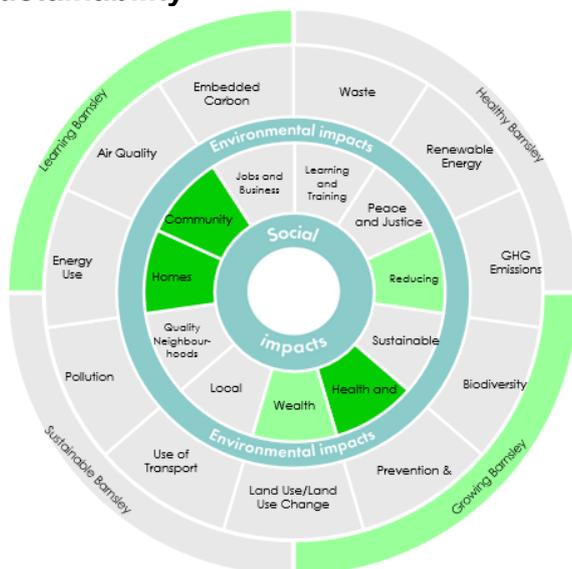 Learning Barnsley
Healthy Barnsley
Growing Barnsley
Sustainable Barnsley
Environmental impacts
Embedded
Carbon
Waste
Renewable
Energy
GHG
Emissions
Biodiversity
Prevention &
Land Use/Land
Use Change
Use of
Transport
Pollution
Energy
Use
Air Quality
Environmental impacts
Social
impacts
Jobs and
Business
Learning
and
Training
Peace
and Justice
Reducing
Sustainable
Health and
Wealth
Local
Quality
Neighbour-
hoods
Homes
Community